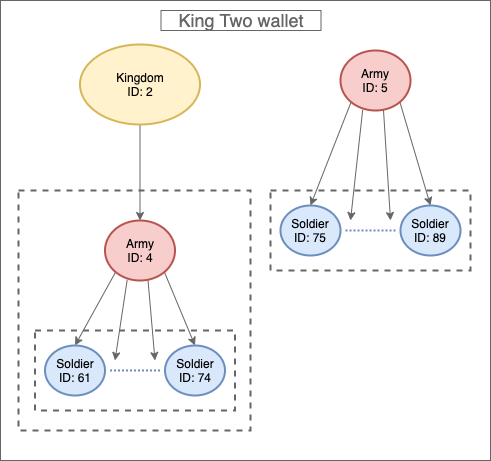 King Two wallet
Kingdom
ID: 2
Army
ID: 5
Soldier
ID: 75
Soldier
ID: 89
Army
ID: 4
Soldier
ID: 61
Soldier
ID: 74